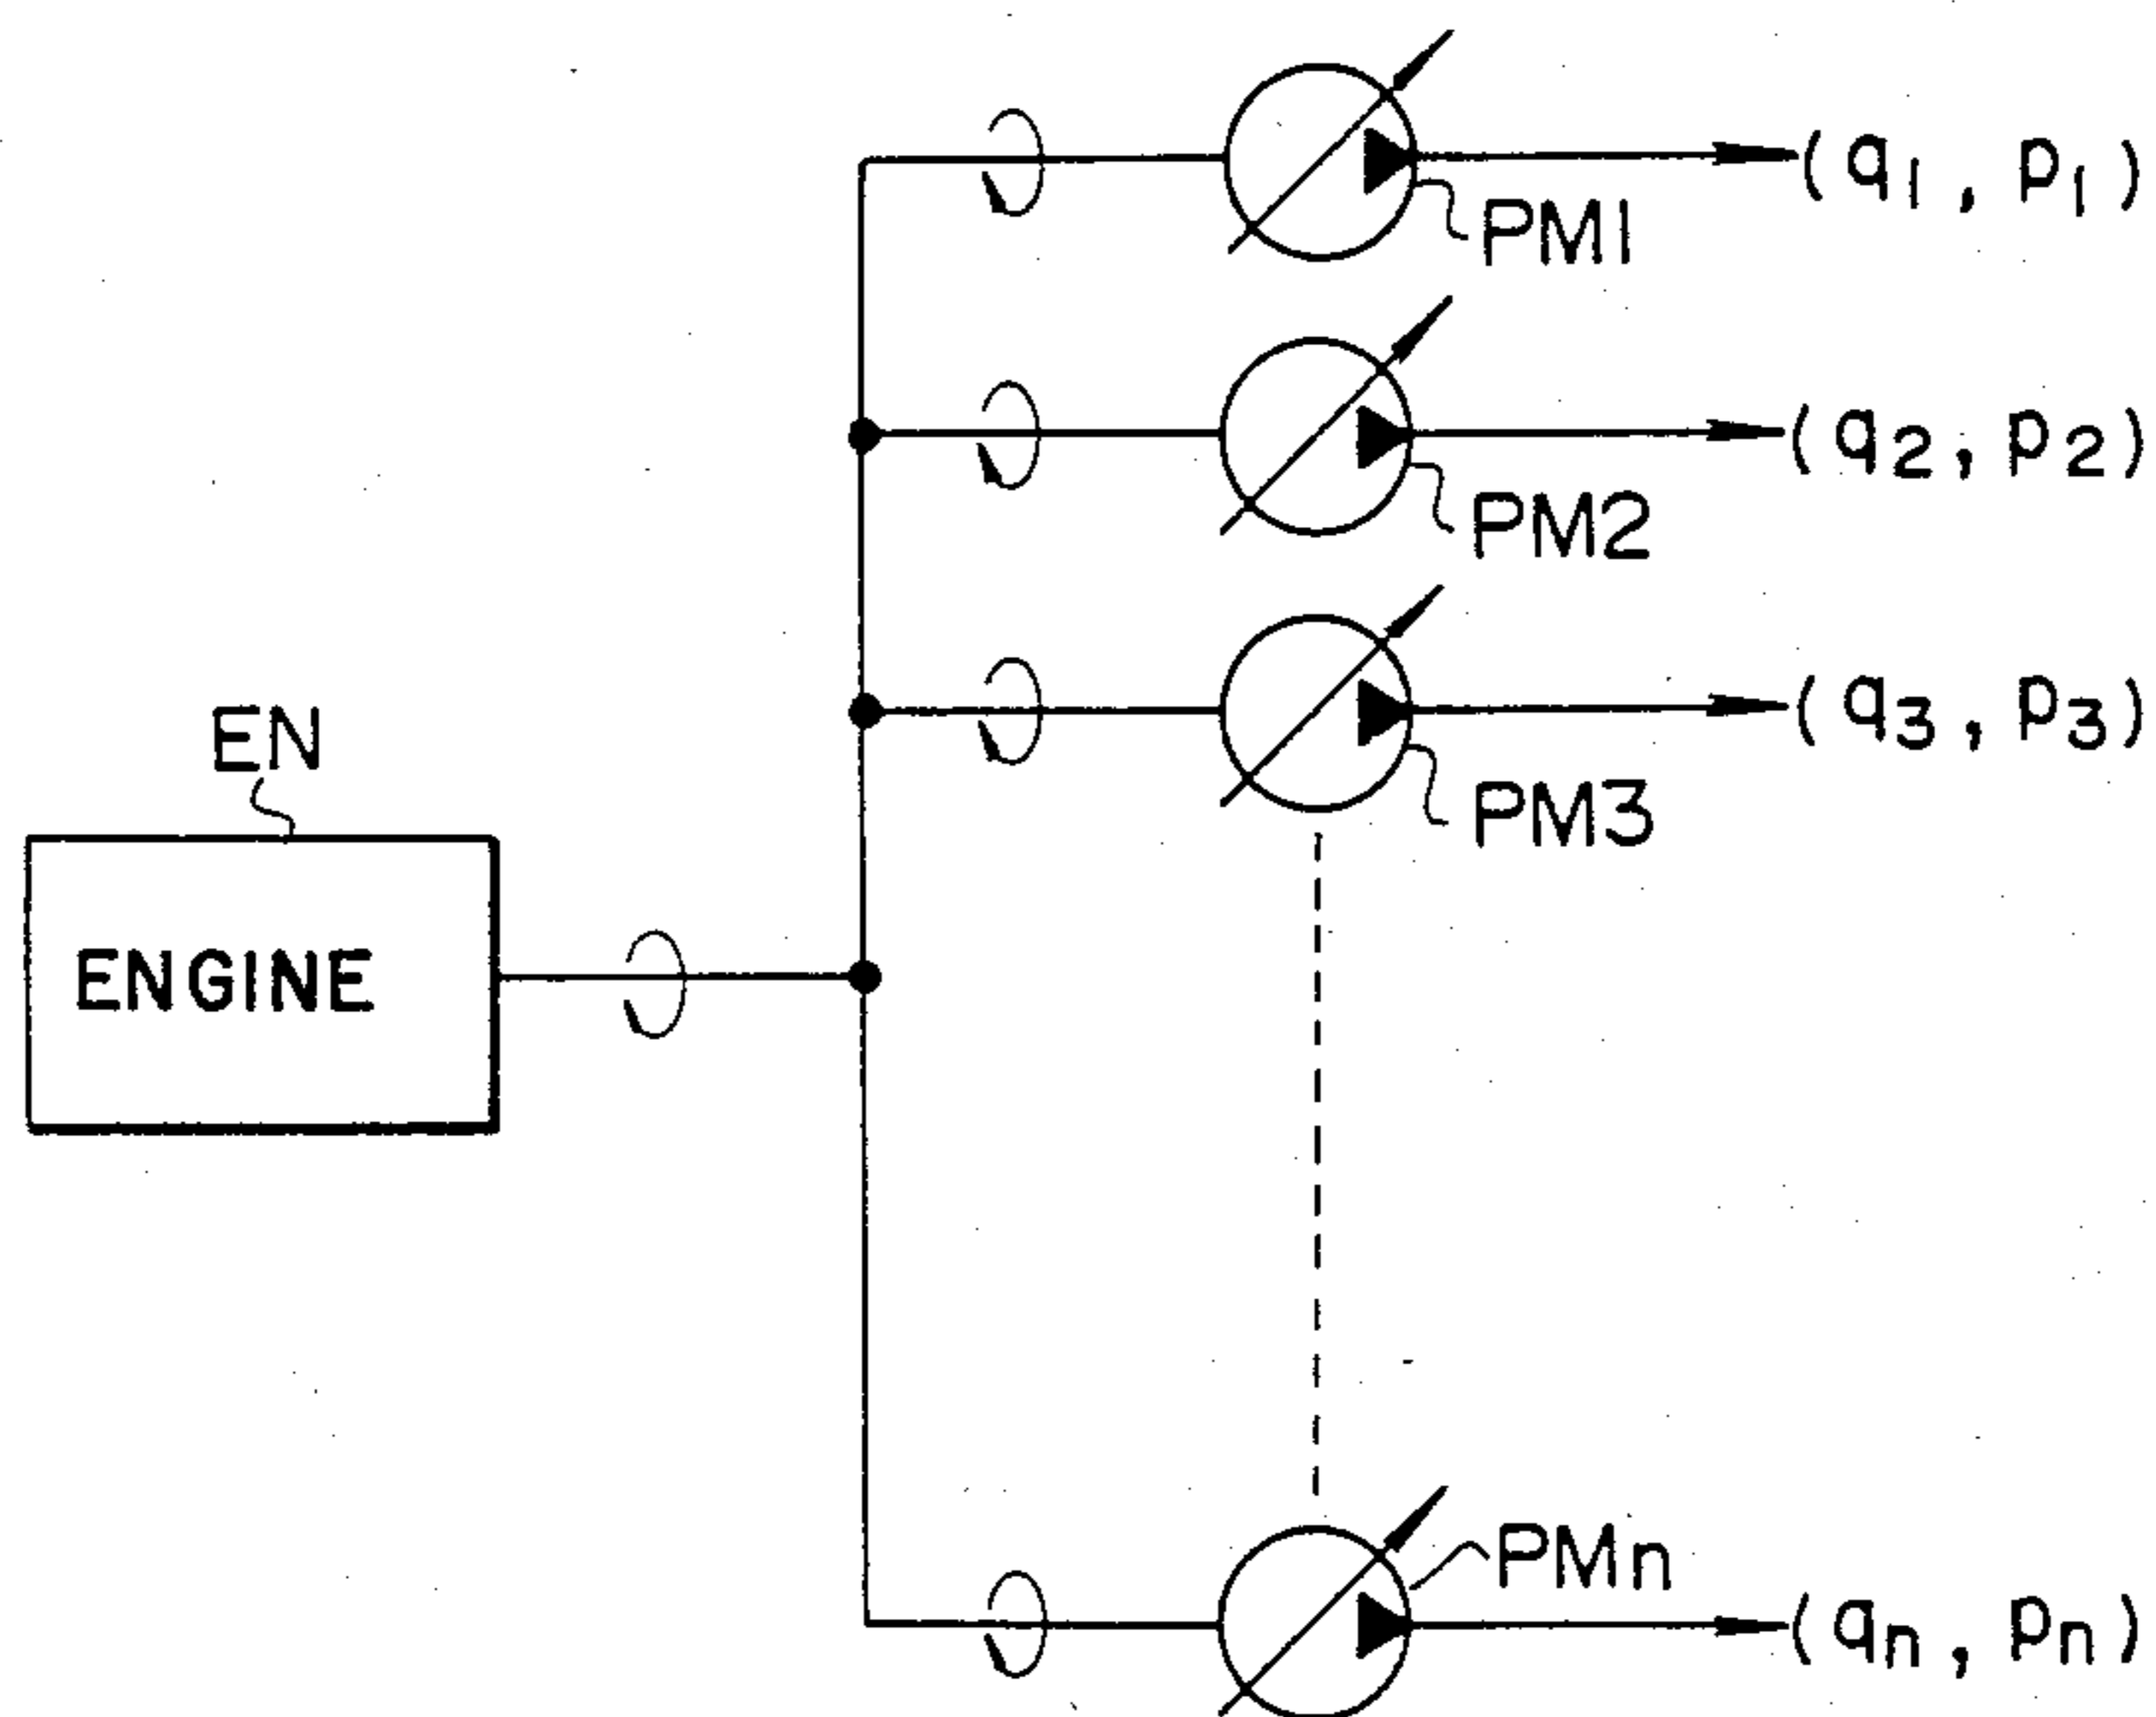 (q1, p1)
PM1
(q2, p2)
PM2
(q3, p3)
PM3
EN
ENGINE
PMn
(qn, pn)